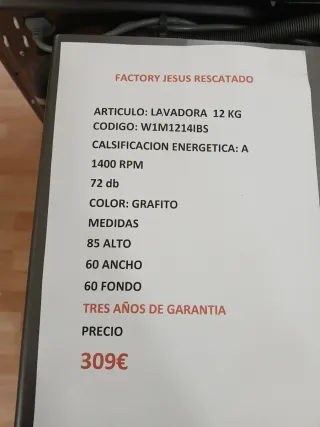 FACTORY JESUS RESCATADO
ARTICULO: LAVADORA 12 KG
CODIGO: W1M1214IBS
CALSIFICACION ENERGETICA: A
1400 RPM
72 db
COLOR: GRAFITO
MEDIDAS
85 ALTO
60 ANCHO
60 FONDO
TRES AÑOS DE GARANTIA
PRECIO
309€